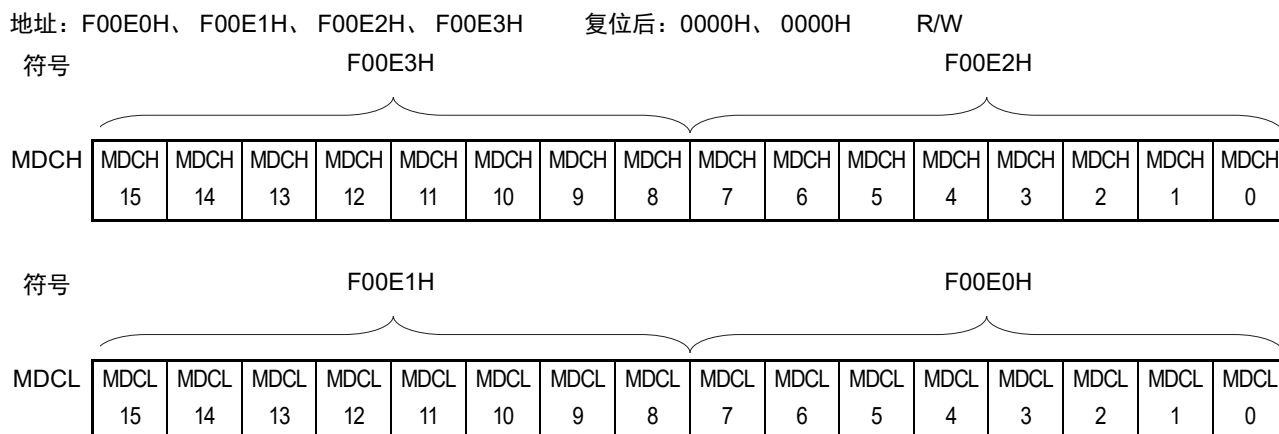 地址：F00E0H、 F00E1H、 F00E2H、 F00E3H 复位后：0000H、 0000H R/W
符号 F00E3H F00E2H
MDCH MDCH MDCH MDCH MDCH MDCH MDCH MDCH MDCH MDCH MDCH MDCH MDCH MDCH MDCH MDCH MDCH
15 14 13 12 11 10 9 8 7 6 5 4 3 2 1 0
符号 F00E1H F00E0H
MDCL MDCL MDCL MDCL MDCL MDCL MDCL MDCL MDCL MDCL MDCL MDCL MDCL MDCL MDCL MDCL MDCL
15 14 13 12 11 10 9 8 7 6 5 4 3 2 1 0